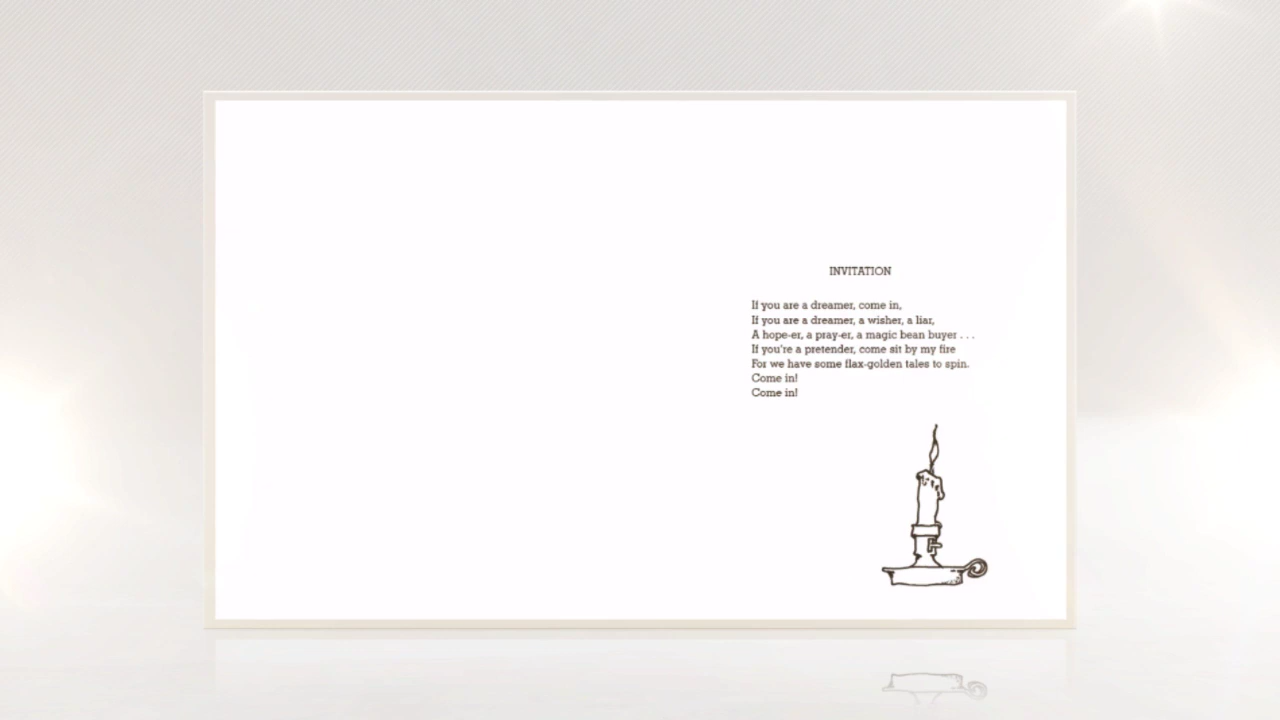 INVITATION
If you are a dreamer, come in,
If you are a dreamer, a wisher, a liar,
A hope-er, a pray-er, a magic bean buyer . . .
If you're a pretender, come sit by my fire
For we have some flax-golden tales to spin.
Come in!
Come in!